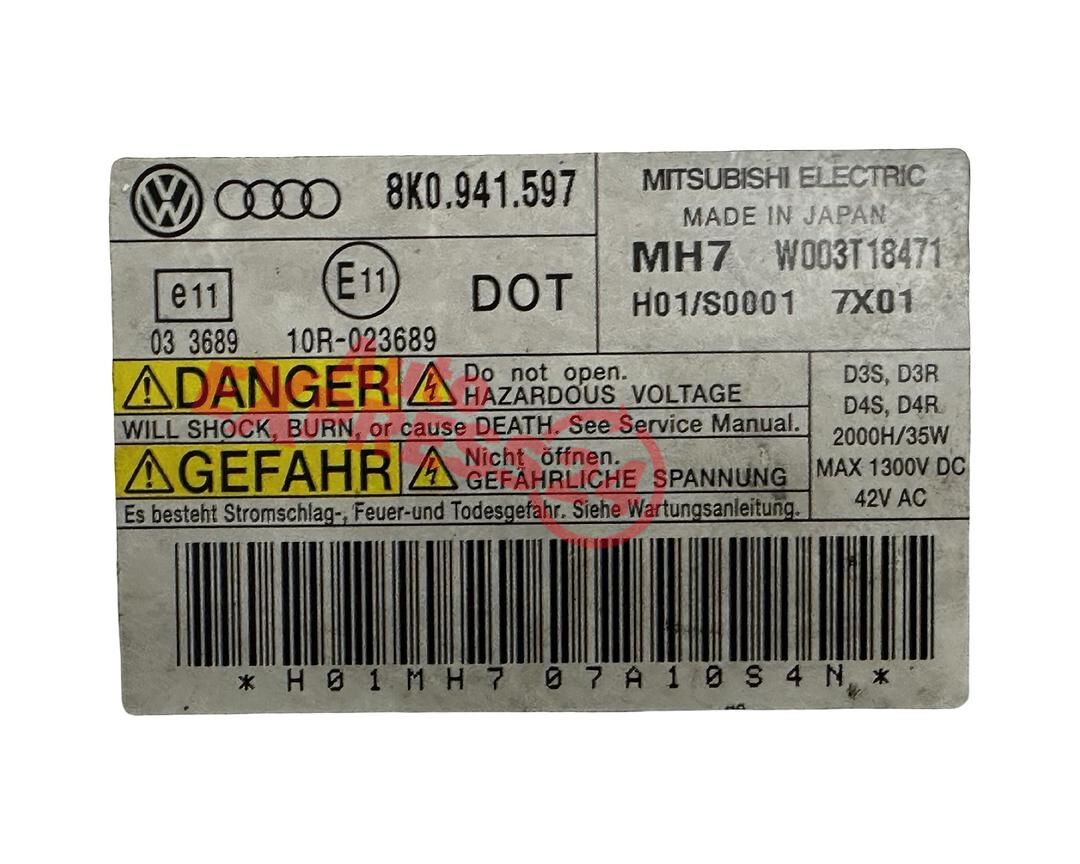 8K0.941.597
MITSUBISHI ELECTRIC
MADE IN JAPAN
MH7 W003T18471
H01/S0001 7X01
e11
E11
DOT
03 3689 10R-023689
DANGER
Do not open.
HAZARDOUS VOLTAGE
WILL SHOCK, BURN, or cause DEATH. See Service Manual.
GEFAHR
Nicht öffnen.
GEFÄHRLICHE SPANNUNG
Es besteht Stromschlag-, Feuer-und Todesgefahr. Siehe Wartungsanleitung.
D3S, D3R
D4S, D4R
2000H/35W
MAX 1300V DC
42V AC
*H01MH707A10S4N*